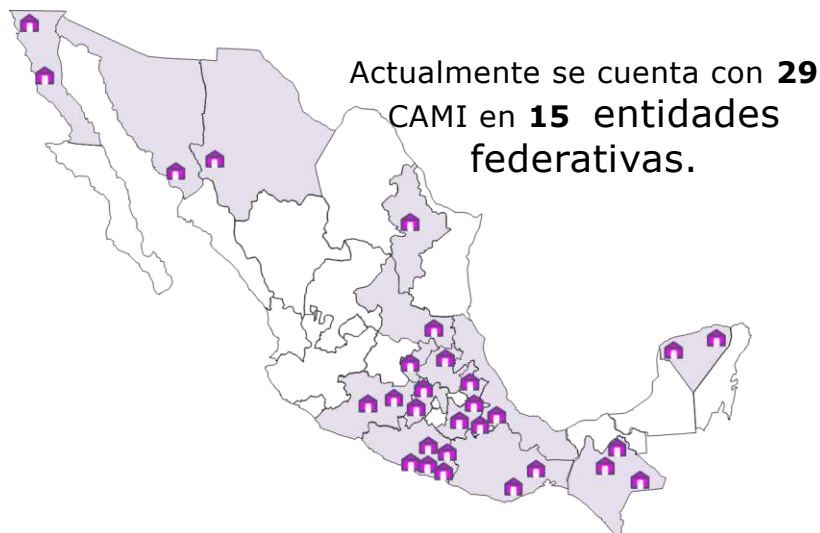 Actualmente se cuenta con 29
CAMI en 15 entidades
federativas.